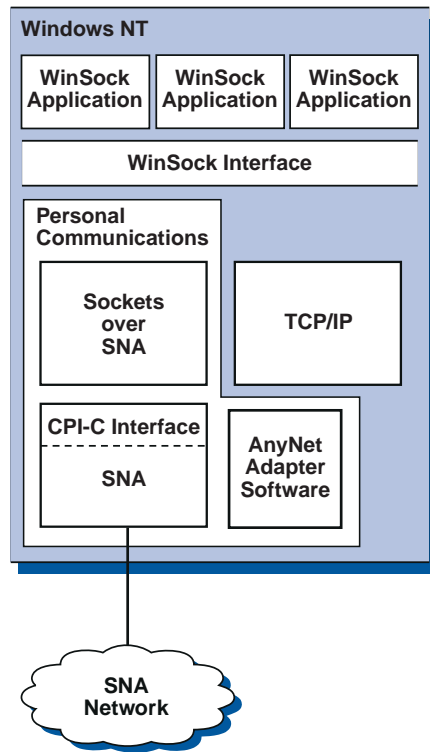 Windows NT
WinSock
Application
WinSock
Application
WinSock
Application
WinSock Interface
Personal
Communications
Sockets
over
SNA
TCP/IP
CPI-C Interface
SNA
AnyNet
Adapter
Software
SNA
Network